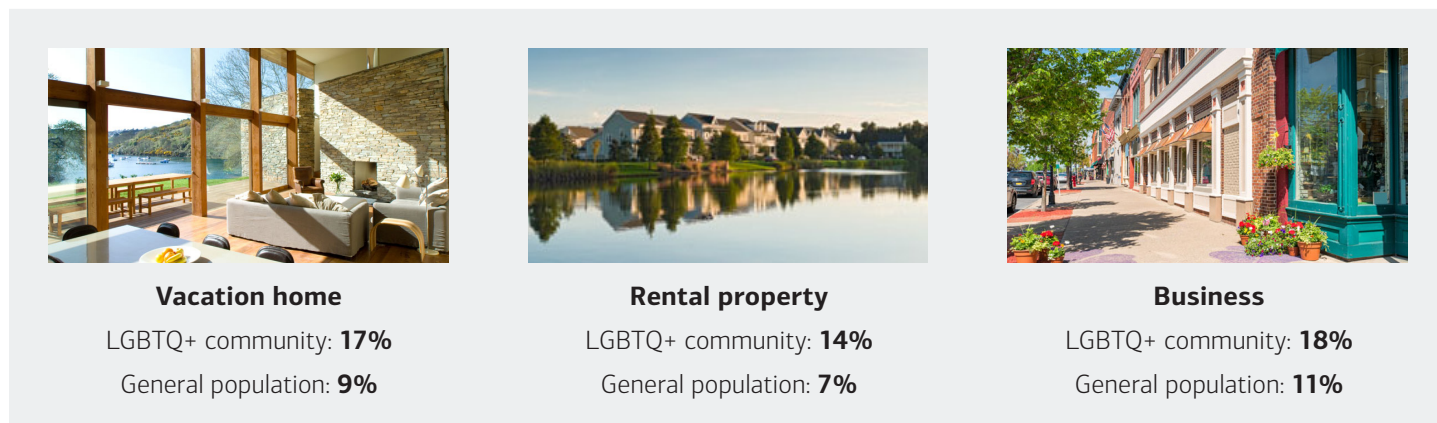 Vacation home
LGBTQ+ community: 17%
General population: 9%
Rental property
LGBTQ+ community: 14%
General population: 7%
Business
LGBTQ+ community: 18%
General population: 11%